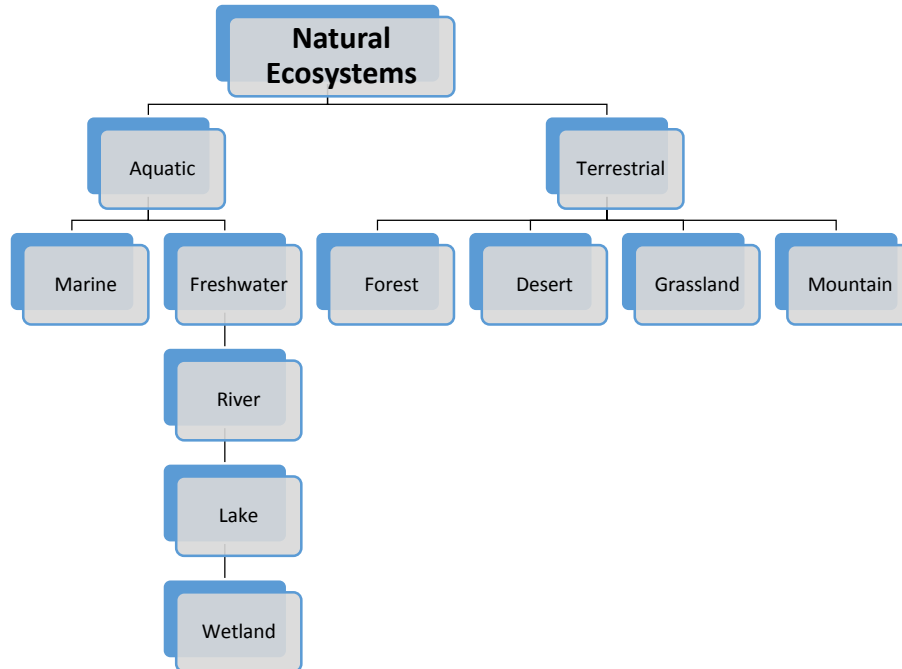 Natural
Ecosystems
Aquatic
Terrestrial
Marine
Freshwater
Forest
Desert
Grassland
Mountain
River
Lake
Wetland